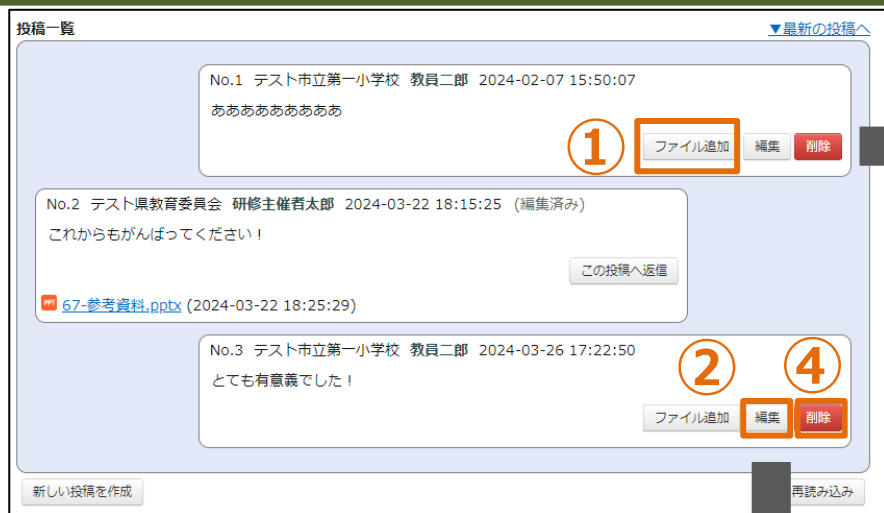 投稿一覧 ▼最新の投稿へ
No.1 テスト市立第一小学校 教員二郎 2024-02-07 15:50:07
あああああああああ
① ファイル追加 編集 削除
No.2 テスト県教育委員会 研修主催者太郎 2024-03-22 18:15:25 (編集済み)
これからもがんばってください！
この投稿へ返信
PPT 67-参考資料.pptx (2024-03-22 18:25:29)
No.3 テスト市立第一小学校 教員二郎 2024-03-26 17:22:50
とても有意義でした！
② ④
ファイル追加 編集 削除
新しい投稿を作成 再読み込み